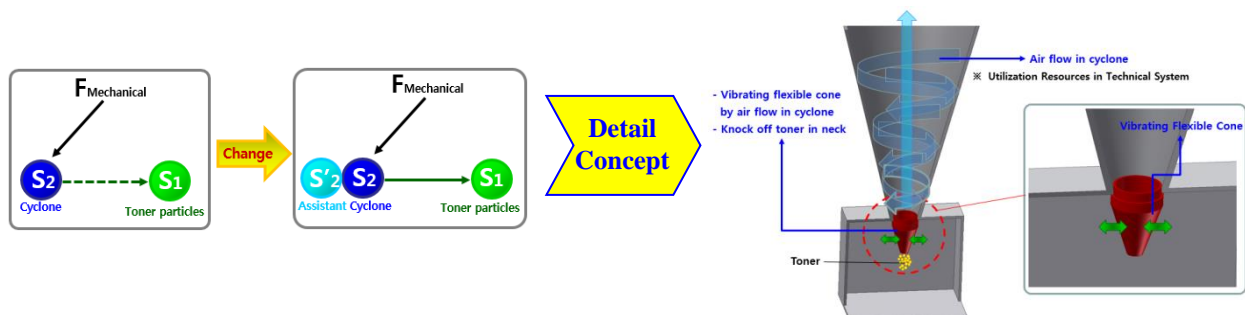 F Mechanical
S2
Cyclone
S1
Toner particles
Change
F Mechanical
S'2
Assistant
S2
Cyclone
S1
Toner particles
Detail
Concept
- Vibrating flexible cone
by air flow in cyclone
- Knock off toner in neck
Air flow in cyclone
※ Utilization Resources in Technical System
Toner
Vibrating Flexible Cone